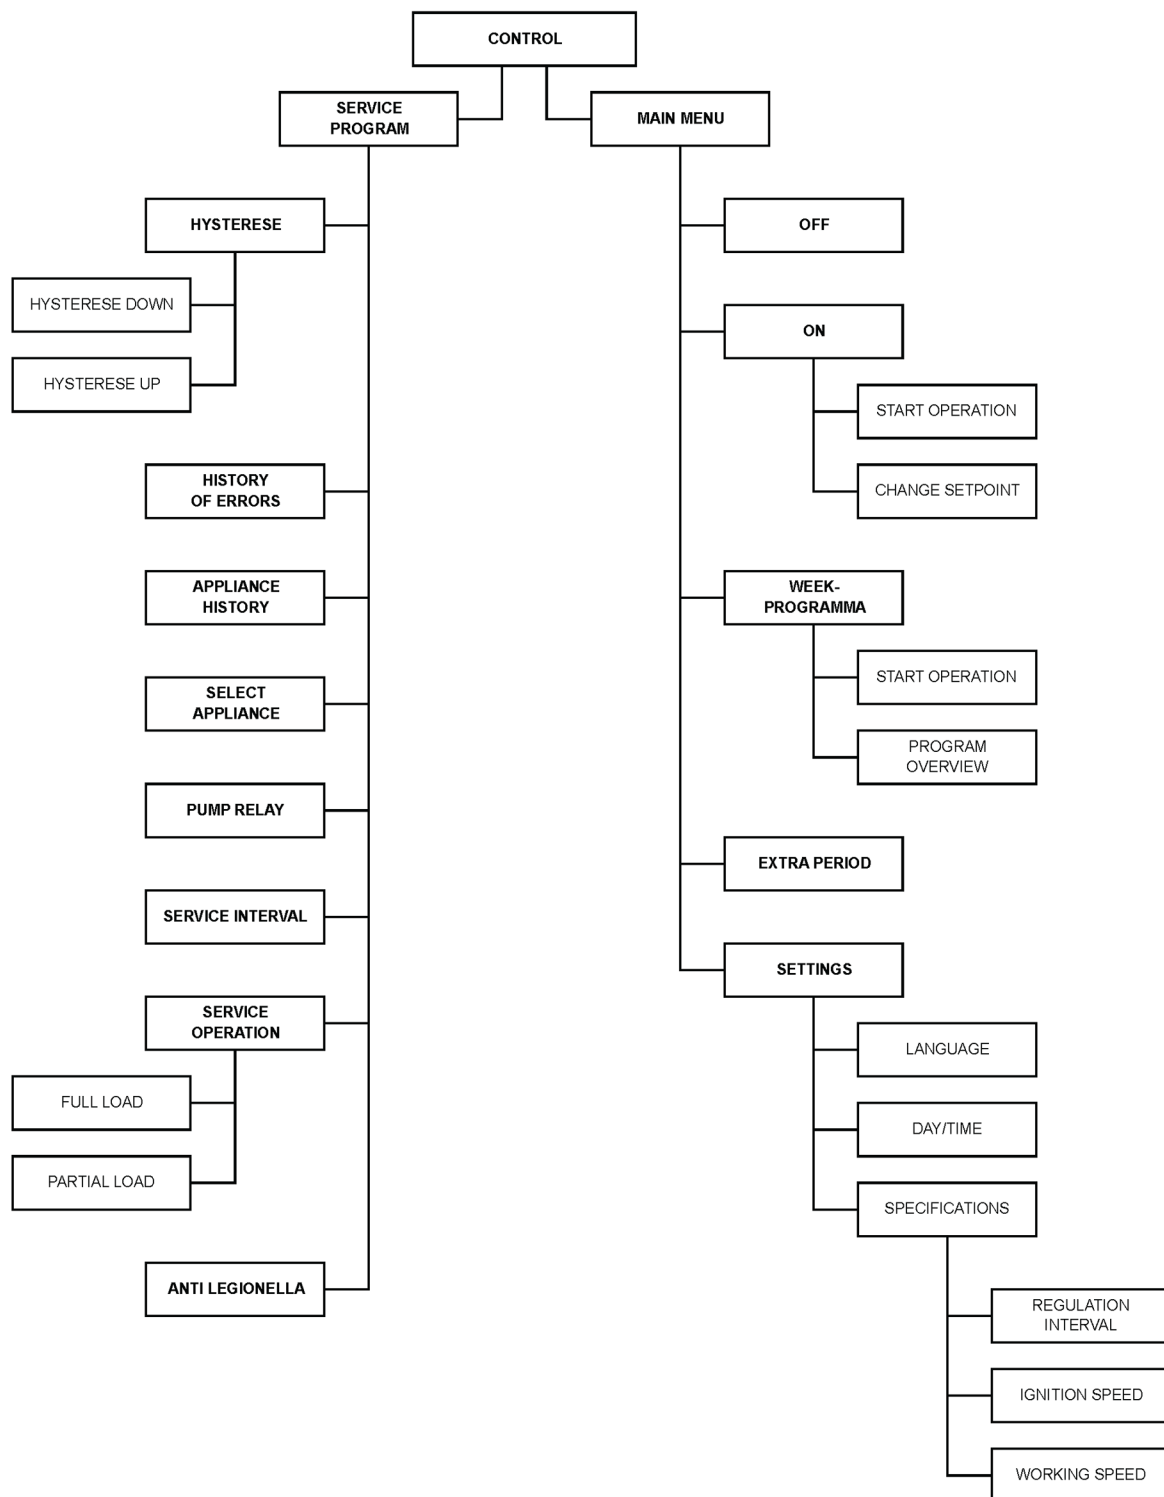 CONTROL
SERVICE
PROGRAM
MAIN MENU
HYSTERESE
HYSTERESE DOWN
HYSTERESE UP
HISTORY
OF ERRORS
APPLIANCE
HISTORY
SELECT
APPLIANCE
PUMP RELAY
SERVICE INTERVAL
SERVICE
OPERATION
FULL LOAD
PARTIAL LOAD
ANTI LEGIONELLA
OFF
ON
START OPERATION
CHANGE SETPOINT
WEEK-
PROGRAMMA
START OPERATION
PROGRAM
OVERVIEW
EXTRA PERIOD
SETTINGS
LANGUAGE
DAY/TIME
SPECIFICATIONS
REGULATION
INTERVAL
IGNITION SPEED
WORKING SPEED